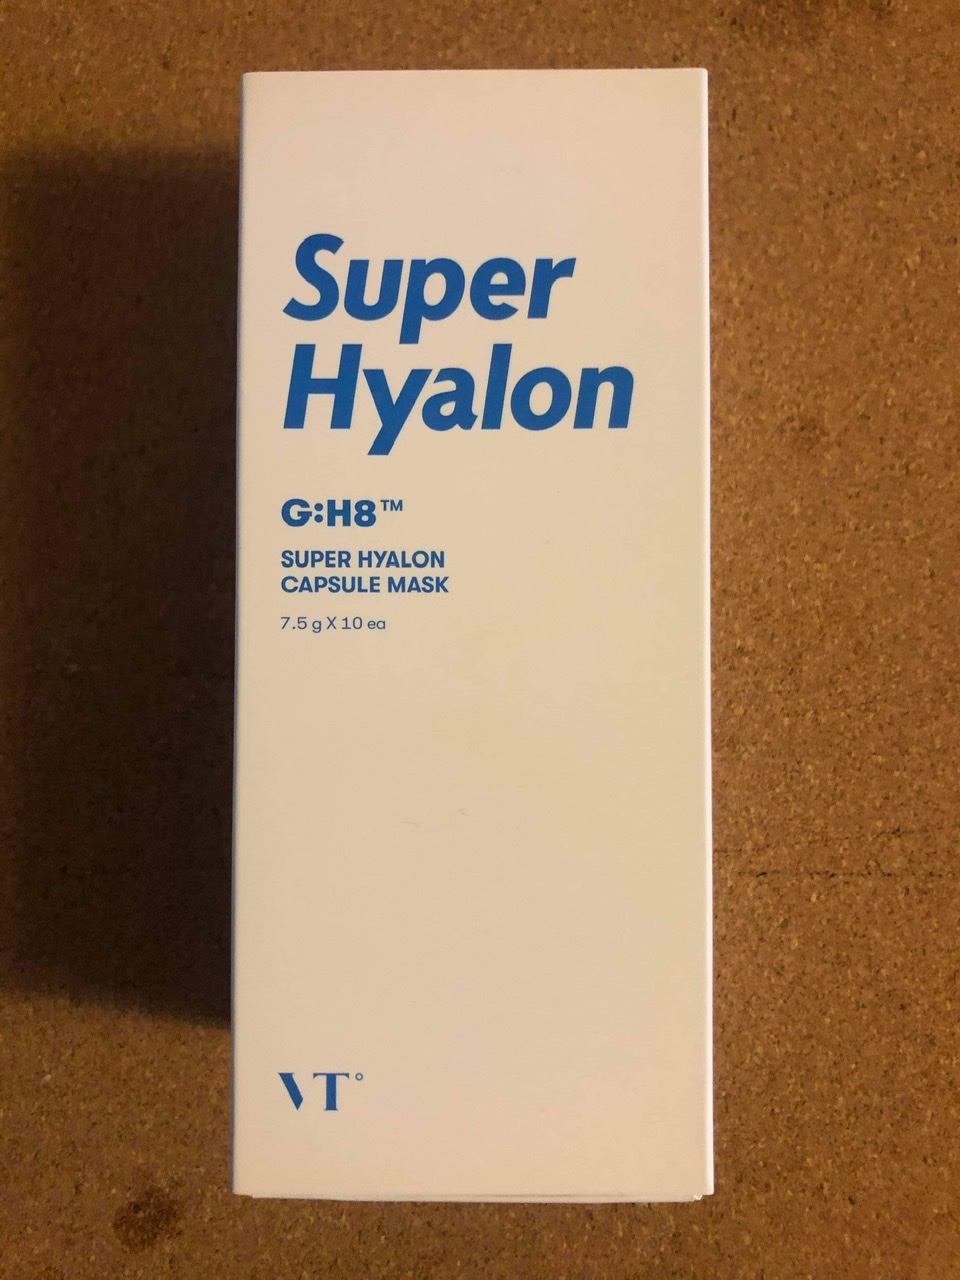 Super
Hyalon
G:H8™
SUPER HYALON
CAPSULE MASK
7.5 g X 10 ea
VT°